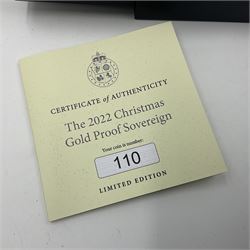 CERTIFICATE of AUTHENTICITY
The 2022 Christmas
Gold Proof Sovereign
Your coin is number:
110
LIMITED EDITION